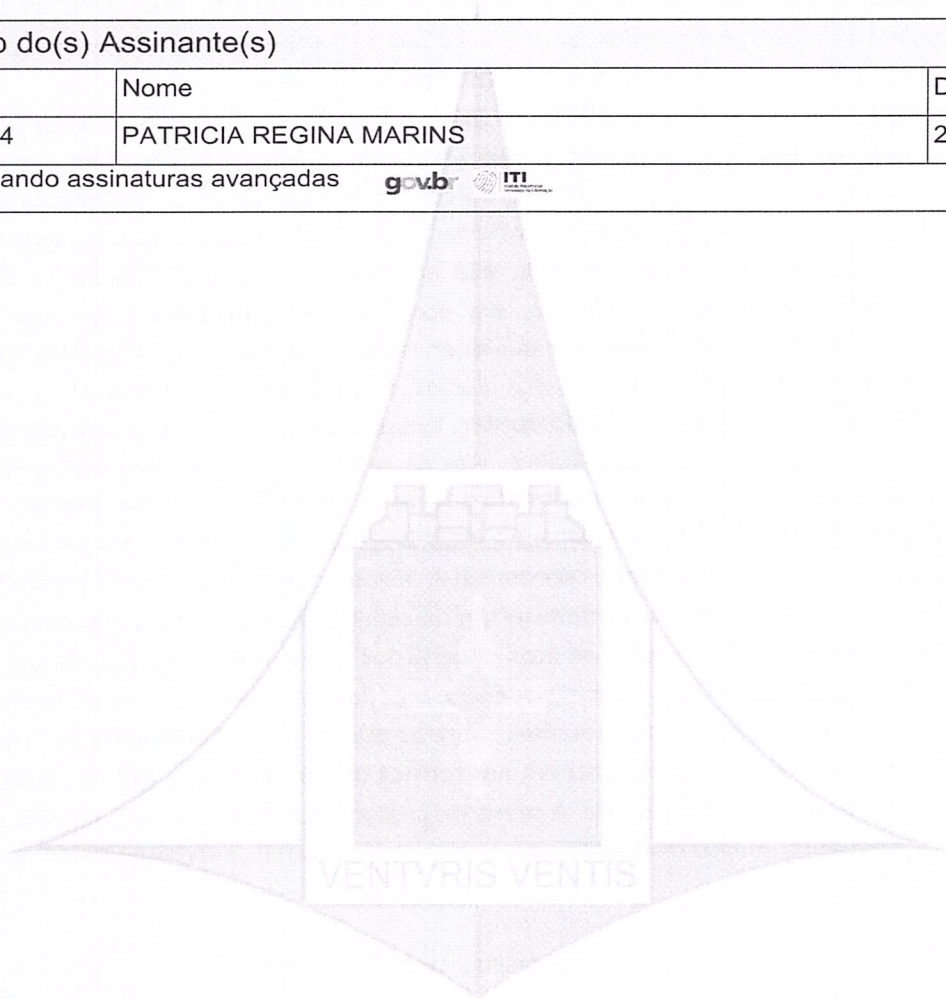 o do(s) Assinante(s)
Nome D
4 PATRICIA REGINA MARINS 2
ando assinaturas avançadas gov.br ITI
VENTVRIS VENTIS